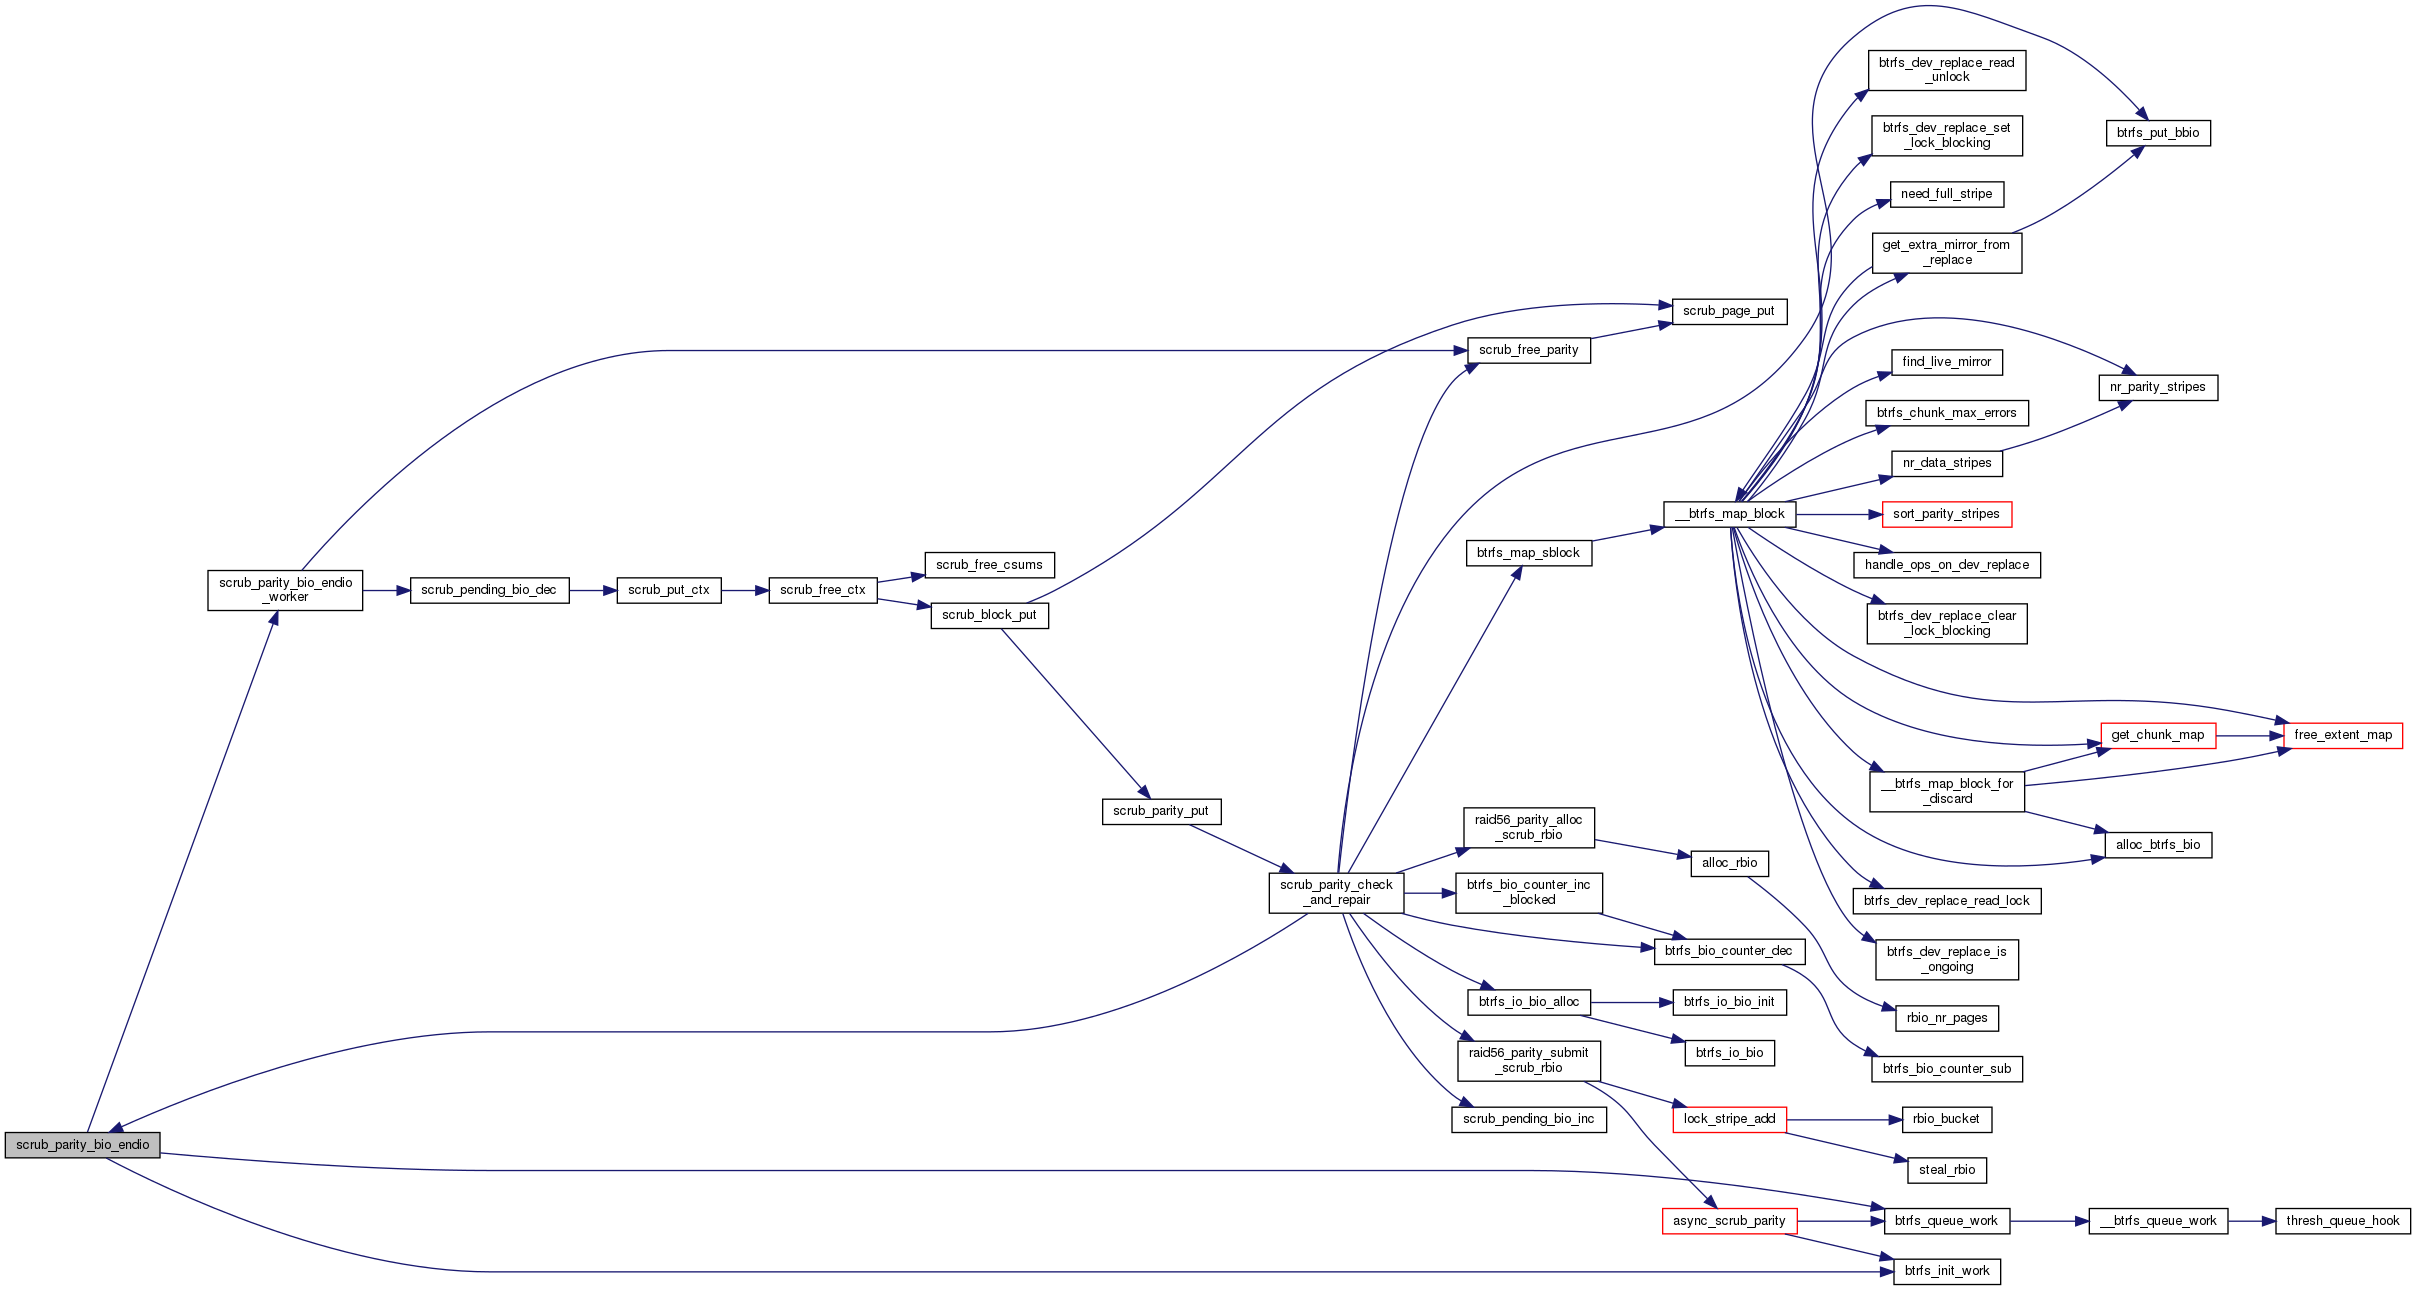 btrfs_dev_replace_read
_unlock
btrfs_dev_replace_set
_lock_blocking
btrfs_put_bbio
need_full_stripe
get_extra_mirror_from
_replace
scrub_page_put
scrub_free_parity
find_live_mirror
nr_parity_stripes
btrfs_chunk_max_errors
nr_data_stripes
__btrfs_map_block
sort_parity_stripes
btrfs_map_sblock
handle_ops_on_dev_replace
scrub_free_csums
scrub_parity_bio_endio
_worker
scrub_pending_bio_dec
scrub_put_ctx
scrub_free_ctx
scrub_block_put
btrfs_dev_replace_clear
_lock_blocking
get_chunk_map
free_extent_map
__btrfs_map_block_for
_discard
scrub_parity_put
raid56_parity_alloc
_scrub_rbio
alloc_btrfs_bio
alloc_rbio
scrub_parity_check
_and_repair
btrfs_bio_counter_inc
_blocked
btrfs_dev_replace_read_lock
btrfs_bio_counter_dec
btrfs_dev_replace_is
_ongoing
btrfs_io_bio_alloc
btrfs_io_bio_init
rbio_nr_pages
raid56_parity_submit
_scrub_rbio
btrfs_io_bio
btrfs_bio_counter_sub
scrub_pending_bio_inc
lock_stripe_add
rbio_bucket
scrub_parity_bio_endio
steal_rbio
async_scrub_parity
btrfs_queue_work
__btrfs_queue_work
thresh_queue_hook
btrfs_init_work